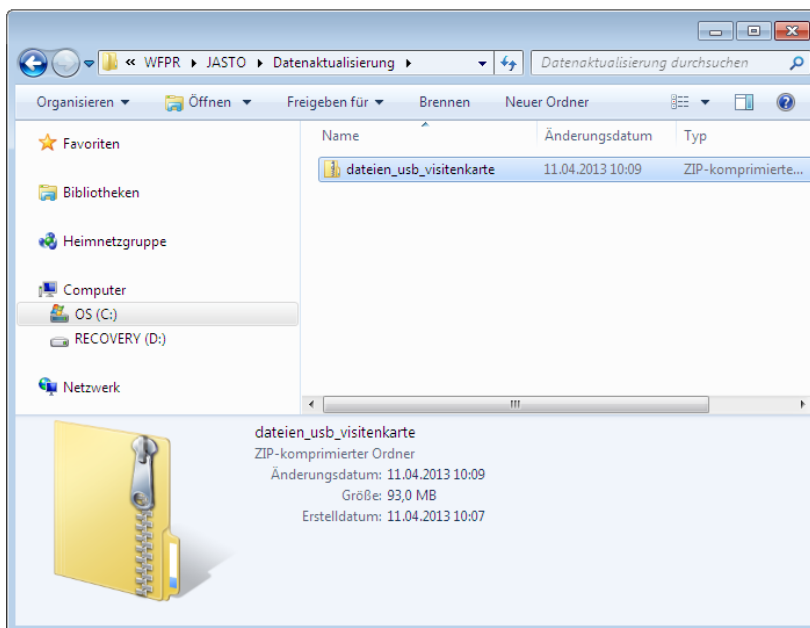 « WFPR ▸ JASTO ▸ Datenaktualisierung ▸
Datenaktualisierung durchsuchen
Organisieren Öffnen Freigeben für Brennen Neuer Ordner
Name Änderungsdatum Typ
Favoriten
dateien_usb_visitenkarte 11.04.2013 10:09 ZIP-komprimierte...
Bibliotheken
Heimnetzgruppe
Computer
OS (C:)
RECOVERY (D:)
Netzwerk
dateien_usb_visitenkarte
ZIP-komprimierter Ordner
Änderungsdatum: 11.04.2013 10:09
Größe: 93,0 MB
Erstelldatum: 11.04.2013 10:07